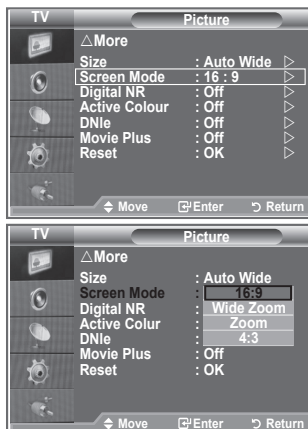 TV Picture
△More
Size : Auto Wide ▷
Screen Mode : 16 : 9 ▷
Digital NR : Off ▷
Active Colour : Off ▷
DNIe : Off ▷
Movie Plus : Off ▷
Reset : OK ▷
Move Enter Return
TV Picture
△More
Size : Auto Wide
Screen Mode : 16:9
Digital NR : Wide Zoom
Active Colur : Zoom
DNIe : 4:3
Movie Plus : Off
Reset : OK
Move Enter Return